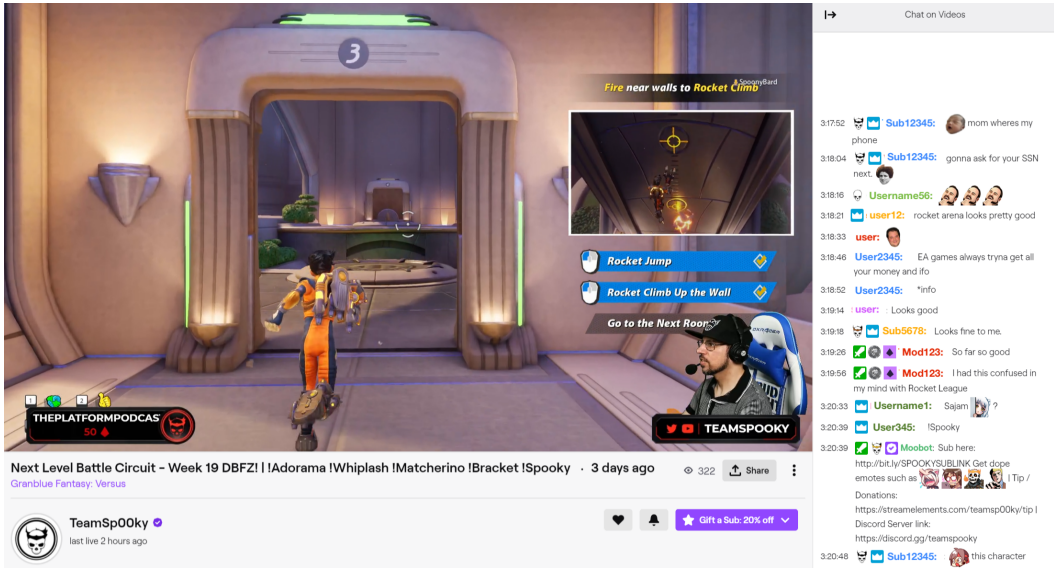 3
SpoonyBard
Fire near walls to Rocket Climb
Rocket Jump
Rocket Climb Up the Wall
Go to the Next Room
1
2
THEPLATFORMPODCAS
50
TEAMSPOOKY
Next Level Battle Circuit - Week 19 DBFZ! | !Adorama !Whiplash !Matcherino !Bracket !Spooky · 3 days ago
322
Share
Granblue Fantasy: Versus
TeamSp00ky
last live 2 hours ago
Gift a Sub: 20% off
Chat on Videos
3:17:52 Sub12345: mom wheres my
phone
3:18:04 Sub12345: gonna ask for your SSN
next.
3:18:16 Username56:
3:18:21 user12: rocket arena looks pretty good
3:18:33 user:
3:18:46 User2345: EA games always tryna get all
your money and ifo
3:18:52 User2345: *info
3:19:14 user: : Looks good
3:19:18 Sub5678: Looks fine to me.
3:19:26 Mod123: So far so good
3:19:56 Mod123: I had this confused in
my mind with Rocket League
3:20:33 Username1: Sajam ?
3:20:39 User345: !Spooky
3:20:39 Moobot: Sub here:
http://bit.ly/SPOOKYSUBLINK Get dope
emotes such as | Tip /
Donations:
https://streamelements.com/teamsp00ky/tip |
Discord Server link:
https://discord.gg/teamspooky
3:20:48 Sub12345: this character